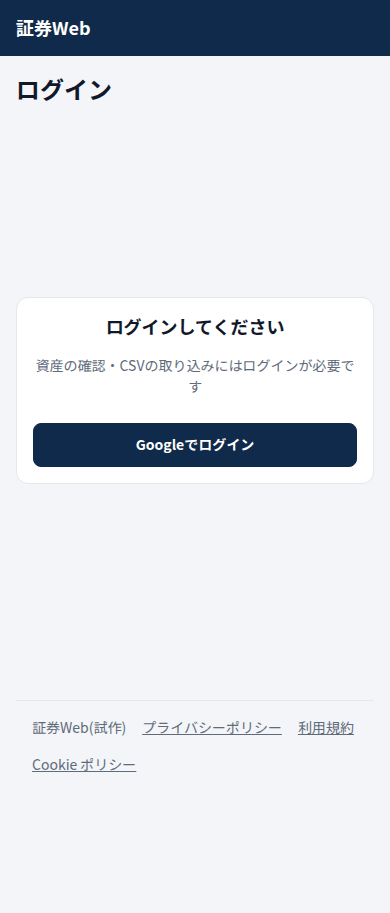 証券Web
ログイン
ログインしてください
資産の確認・CSVの取り込みにはログインが必要で
す
Googleでログイン
証券Web(試作) プライバシーポリシー 利用規約
Cookie ポリシー